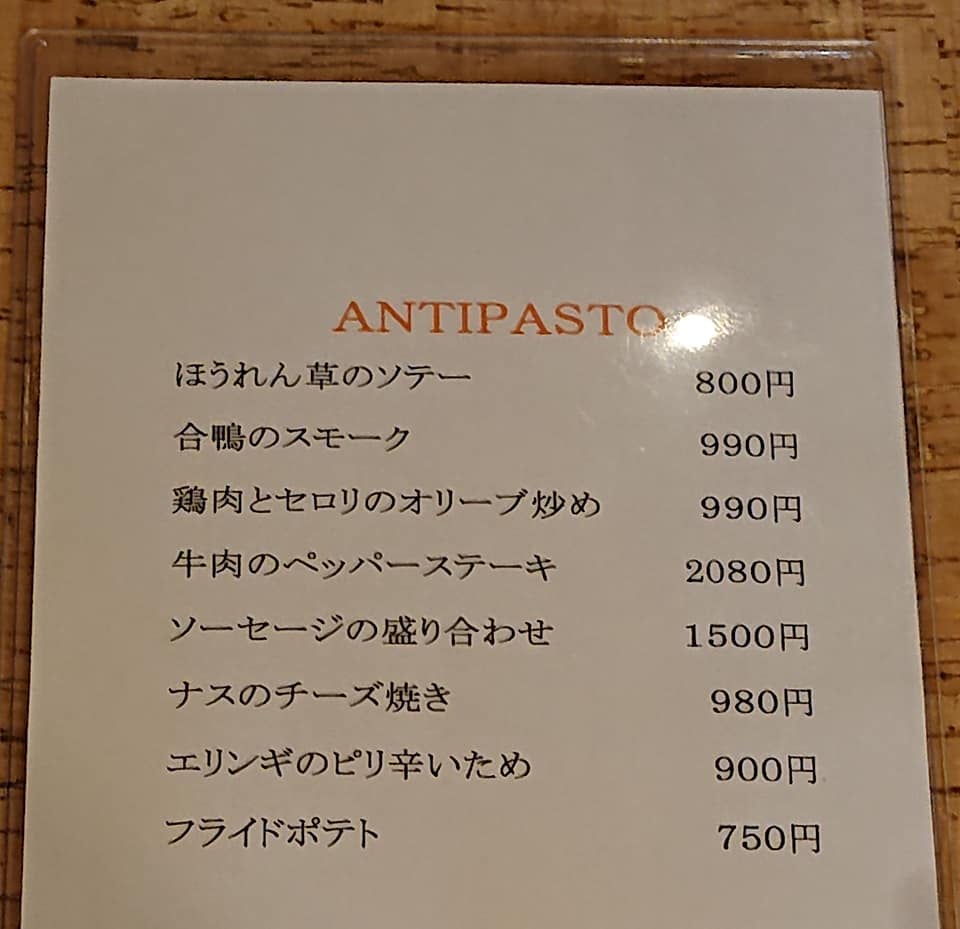 ANTIPASTO
ほうれん草のソテー 800円
合鴨のスモーク 990円
鶏肉とセロリのオリーブ炒め 990円
牛肉のペッパーステーキ 2080円
ソーセージの盛り合わせ 1500円
ナスのチーズ焼き 980円
エリンギのピリ辛いため 900円
フライドポテト 750円